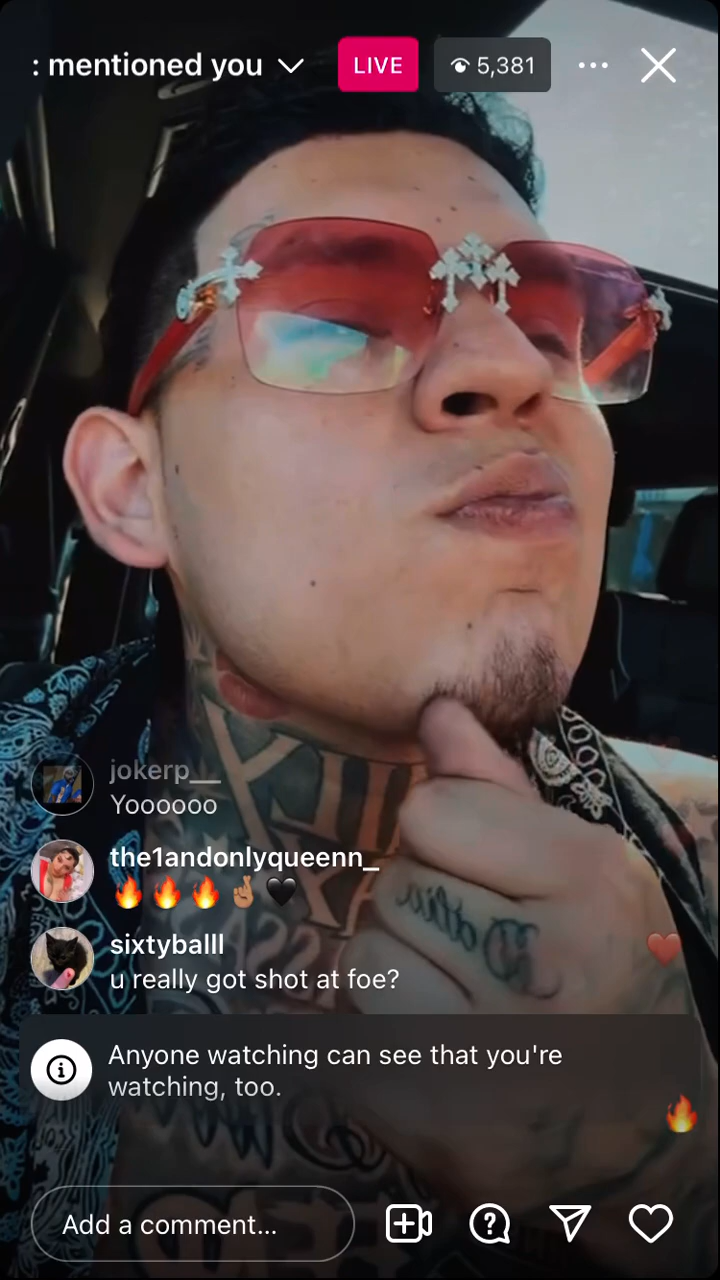 : mentioned you
LIVE
5,381
jokerp__
Yoooooo
the1andonlyqueenn_
🔥🔥🔥🤞🏽🖤
sixtyballl
u really got shot at foe?
Anyone watching can see that you're
watching, too.
Add a comment...